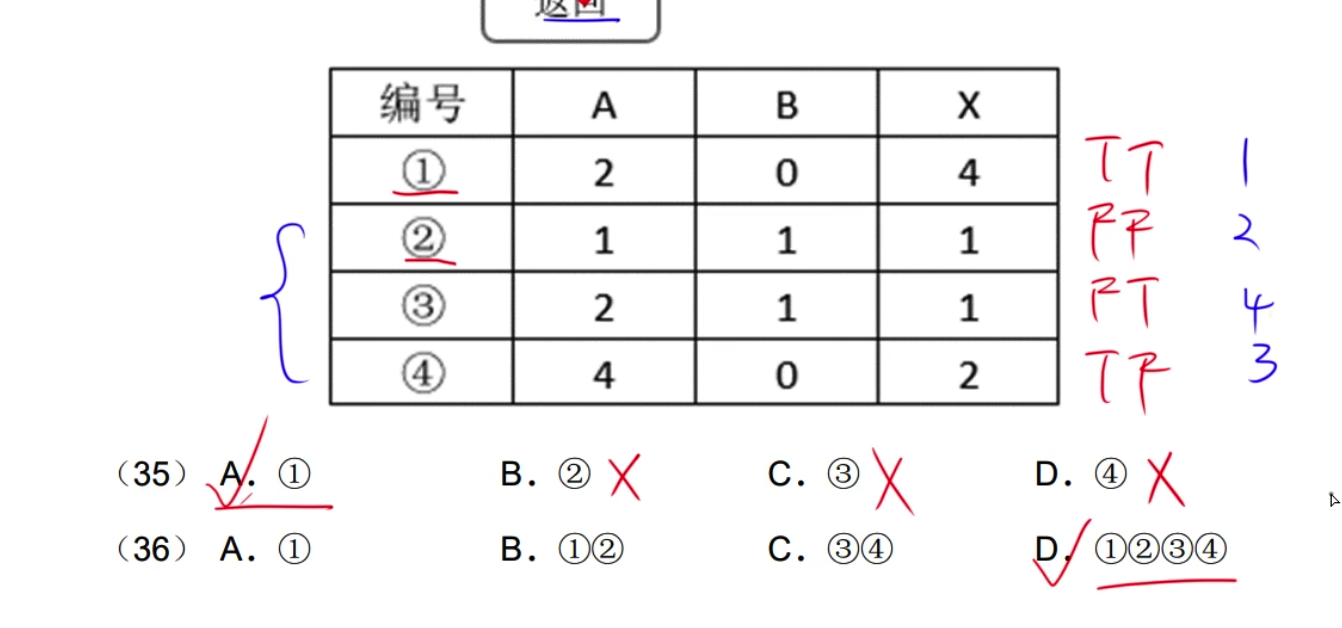 返回
编号 A B X
① 2 0 4 TT 1
② 1 1 1 FF 2
③ 2 1 1 FT 4
④ 4 0 2 TF 3
（35） A．① B．② X C．③ X D．④ X
（36） A．① B．①② C．③④ D．①②③④